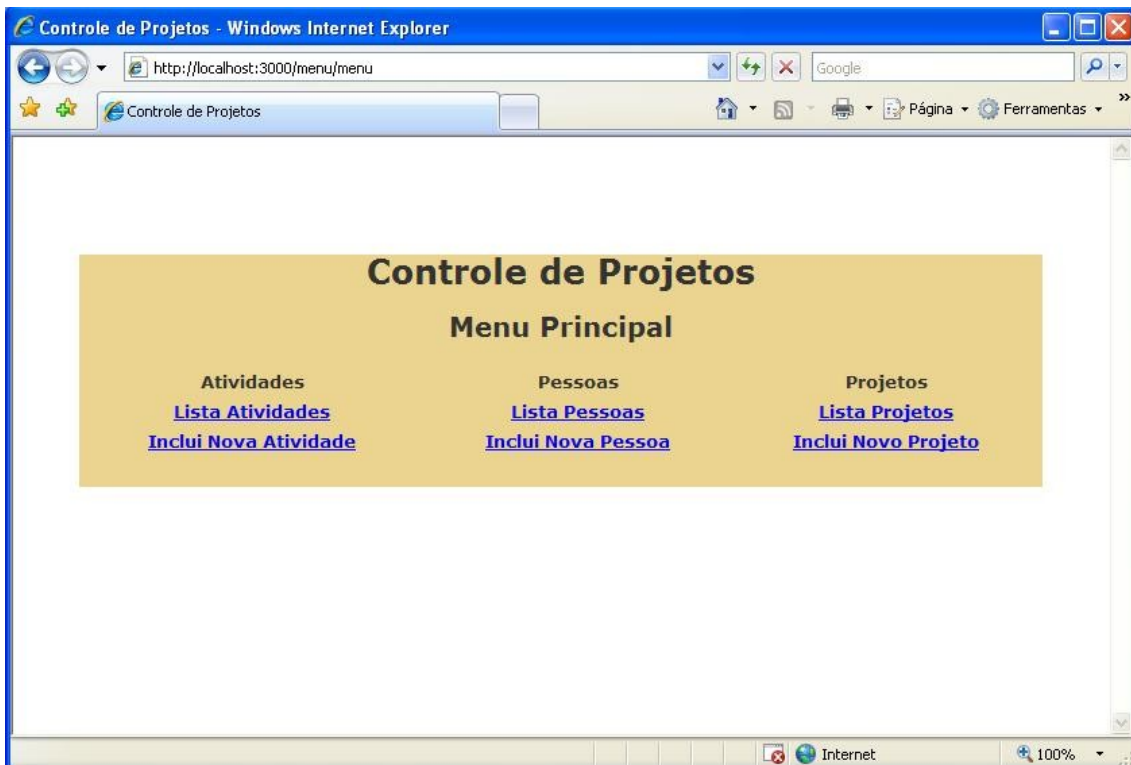 Controle de Projetos - Windows Internet Explorer
http://localhost:3000/menu/menu
Google
Controle de Projetos
Página
Ferramentas
Controle de Projetos
Menu Principal
Atividades Pessoas Projetos
Lista Atividades Lista Pessoas Lista Projetos
Inclui Nova Atividade Inclui Nova Pessoa Inclui Novo Projeto
Internet 100%